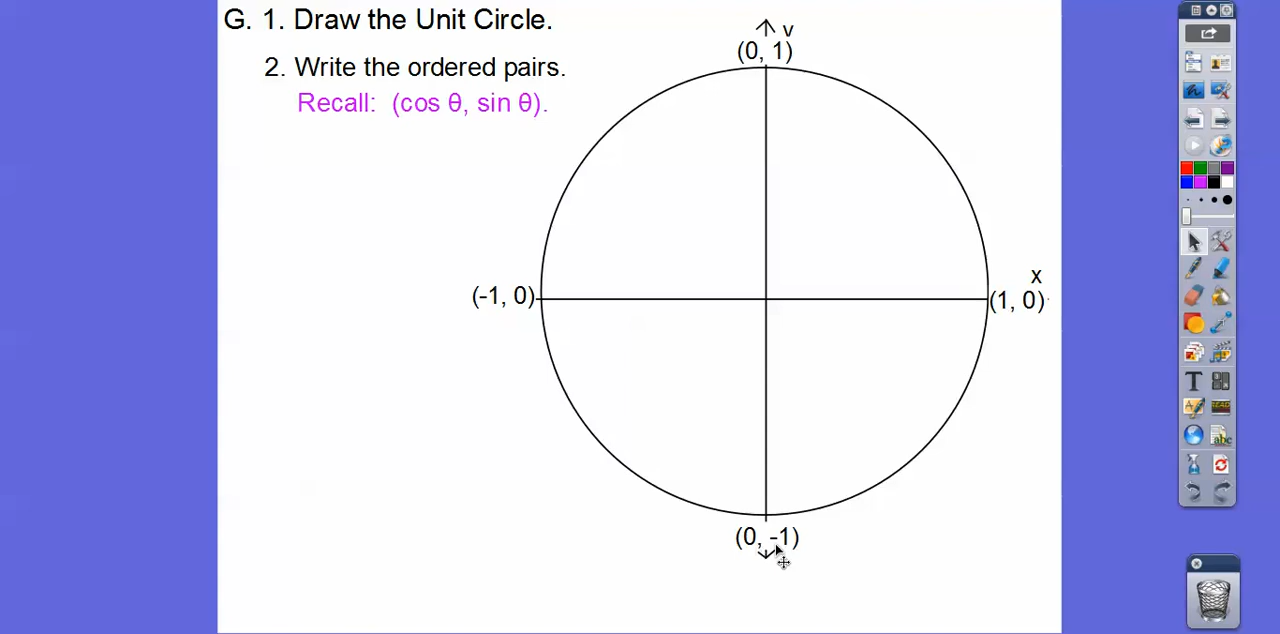 G. 1. Draw the Unit Circle.
2. Write the ordered pairs.
Recall: (cos θ, sin θ).
v
(0, 1)
x
(-1, 0)
(1, 0)
(0, -1)
T
abc